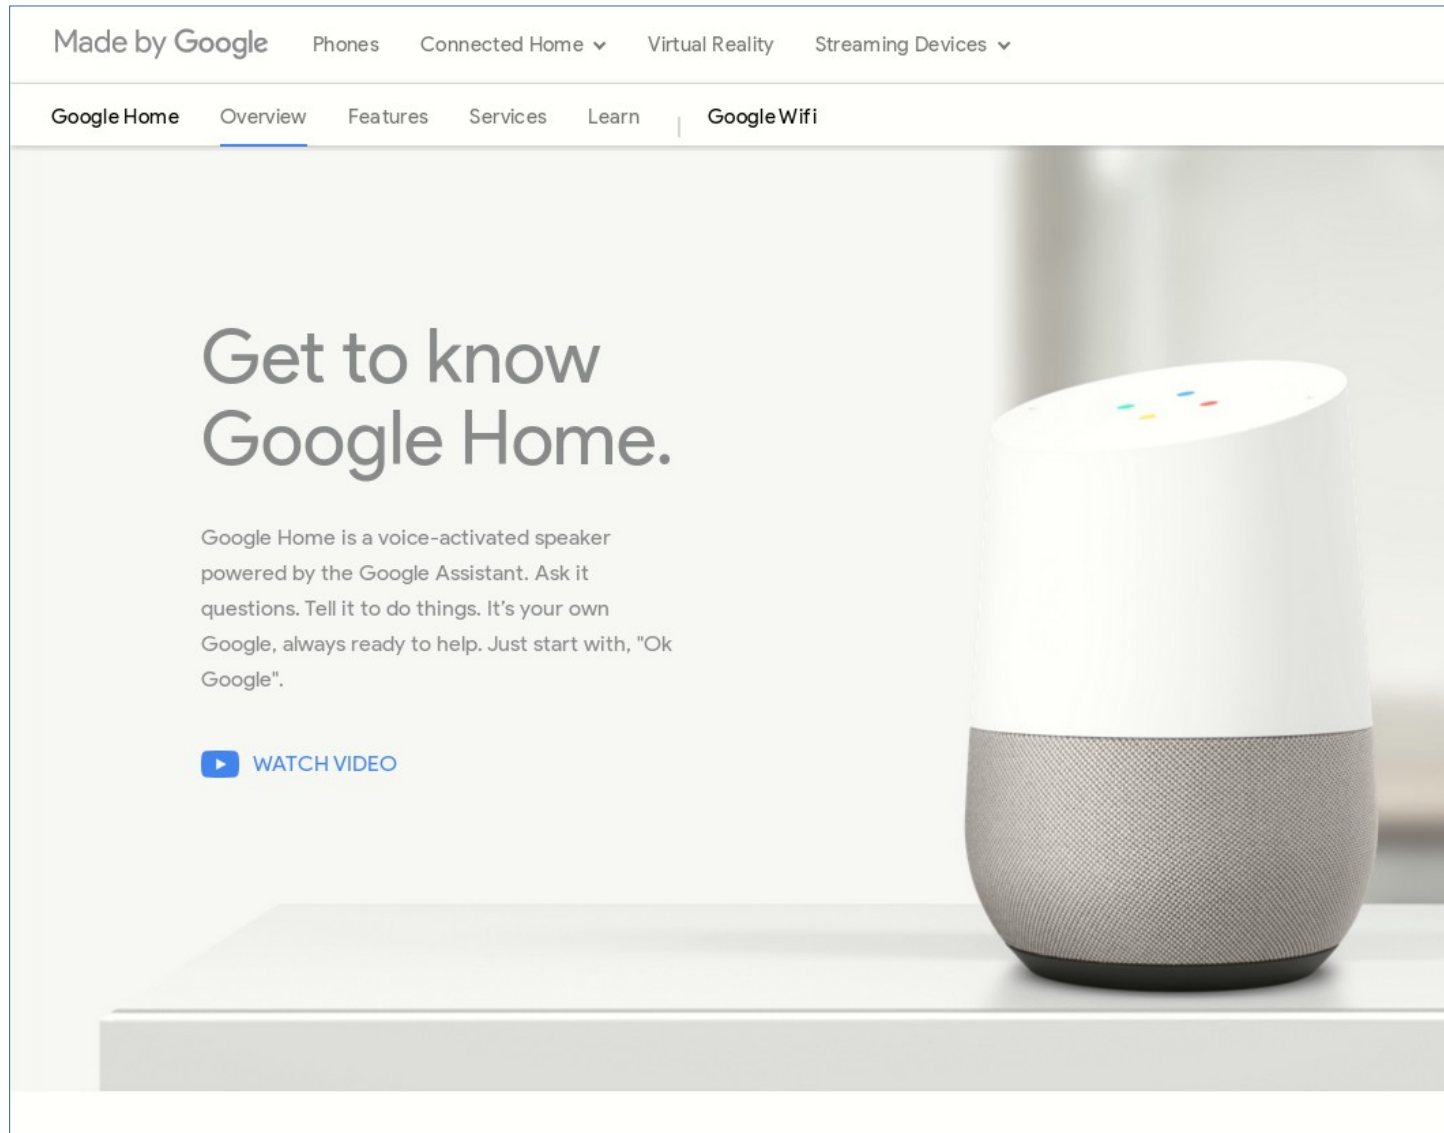 Made by Google Phones Connected Home Virtual Reality Streaming Devices
Google Home Overview Features Services Learn | Google Wifi
Get to know
Google Home.
Google Home is a voice-activated speaker
powered by the Google Assistant. Ask it
questions. Tell it to do things. It's your own
Google, always ready to help. Just start with, "Ok
Google".
WATCH VIDEO